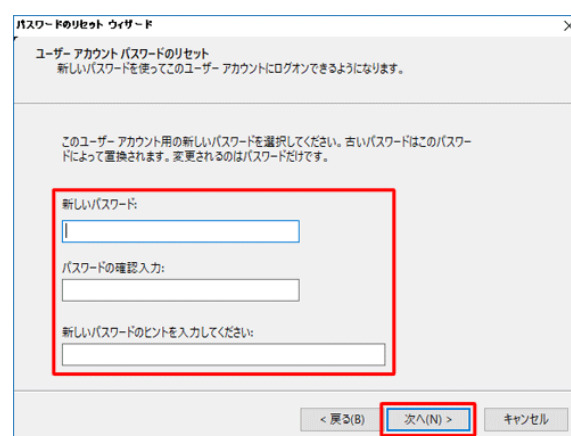 パスワードのリセット ウィザード
ユーザー アカウント パスワードのリセット
新しいパスワードを使ってこのユーザー アカウントにログオンできるようになります。
このユーザー アカウント用の新しいパスワードを選択してください。古いパスワードはこのパスワー
ドによって置換されます。変更されるのはパスワードだけです。
新しいパスワード:
パスワードの確認入力:
新しいパスワードのヒントを入力してください:
< 戻る(B)
次へ(N) >
キャンセル